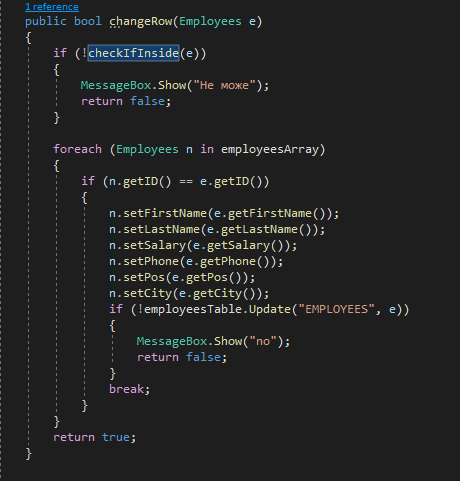 1 reference
public bool changeRow(Employees e)
{
if (!checkIfInside(e))
{
MessageBox.Show("Не може");
return false;
}
foreach (Employees n in employeesArray)
{
if (n.getID() == e.getID())
{
n.setFirstName(e.getFirstName());
n.setLastName(e.getLastName());
n.setSalary(e.getSalary());
n.setPhone(e.getPhone());
n.setPos(e.getPos());
n.setCity(e.getCity());
if (!employeesTable.Update("EMPLOYEES", e))
{
MessageBox.Show("no");
return false;
}
break;
}
}
return true;
}